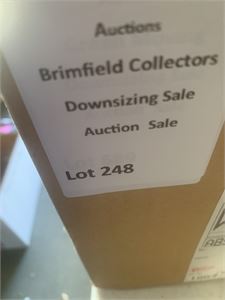 Auctions
Brimfield Collectors
Downsizing Sale
Auction Sale
Lot 248